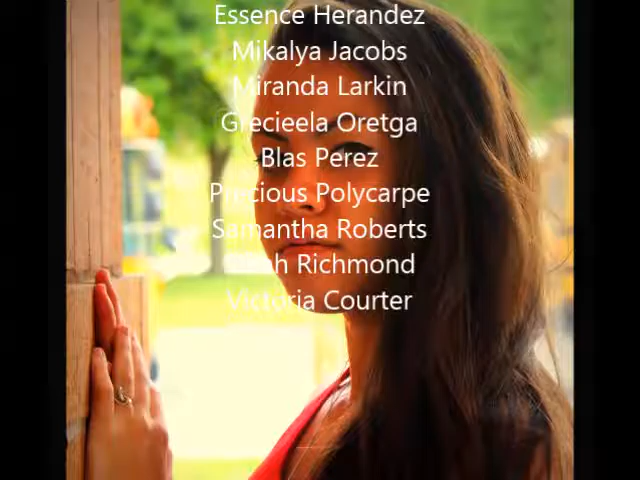 Essence Herandez
Mikalya Jacobs
Miranda Larkin
Grecieela Oretga
Blas Perez
Precious Polycarpe
Samantha Roberts
Richmond
Victoria Courter